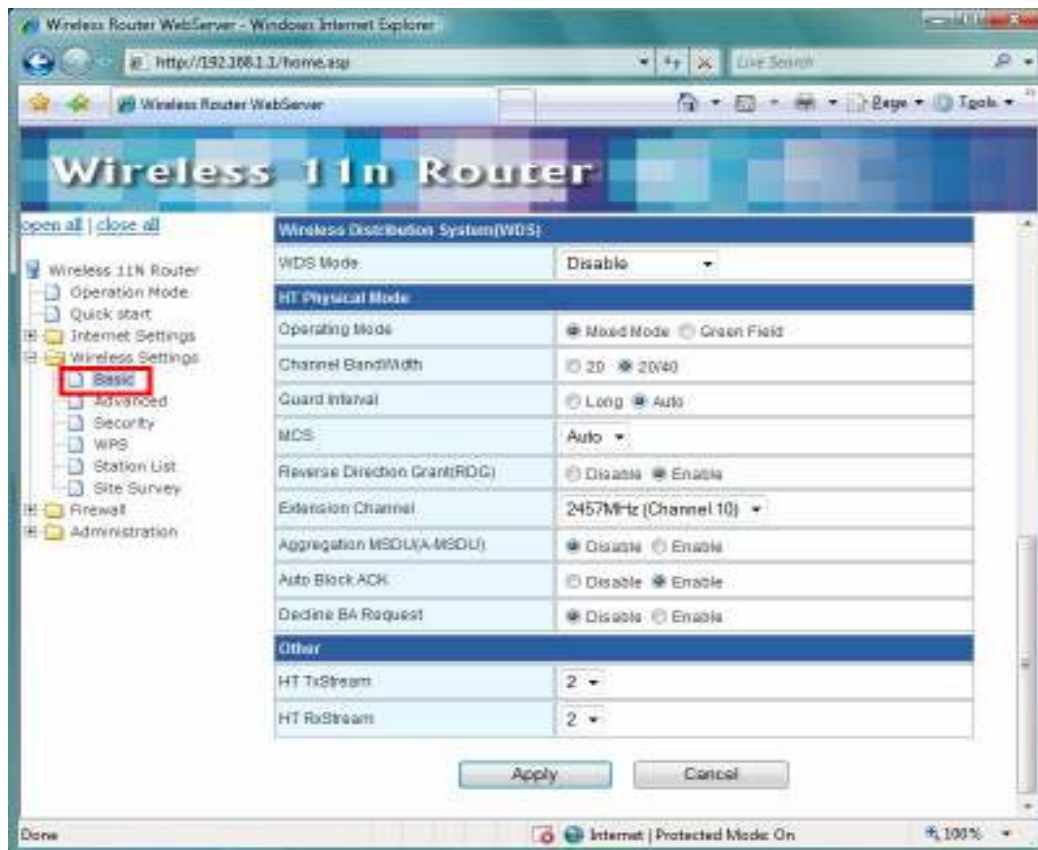 Wireless Router WebServer - Windows Internet Explorer
http://192.168.1.1/home.asp
Live Search
Wireless Router WebServer
Page
Tools
Wireless 11n Router
open all | close all
Wireless 11N Router
Operation Mode
Quick start
Internet Settings
Wireless Settings
Basic
Advanced
Security
WPS
Station List
Site Survey
Firewall
Administration
Wireless Distribution System(WDS)
WDS Mode Disable
HT Physical Mode
Operating Mode Mixed Mode Green Field
Channel BandWidth 20 20/40
Guard Interval Long Auto
MCS Auto
Reverse Direction Grant(RDG) Disable Enable
Extension Channel 2457MHz (Channel 10)
Aggregation MSDU(A-MSDU) Disable Enable
Auto Block ACK Disable Enable
Decline BA Request Disable Enable
Other
HT TxStream 2
HT RxStream 2
Apply Cancel
Done
Internet | Protected Mode: On
100%